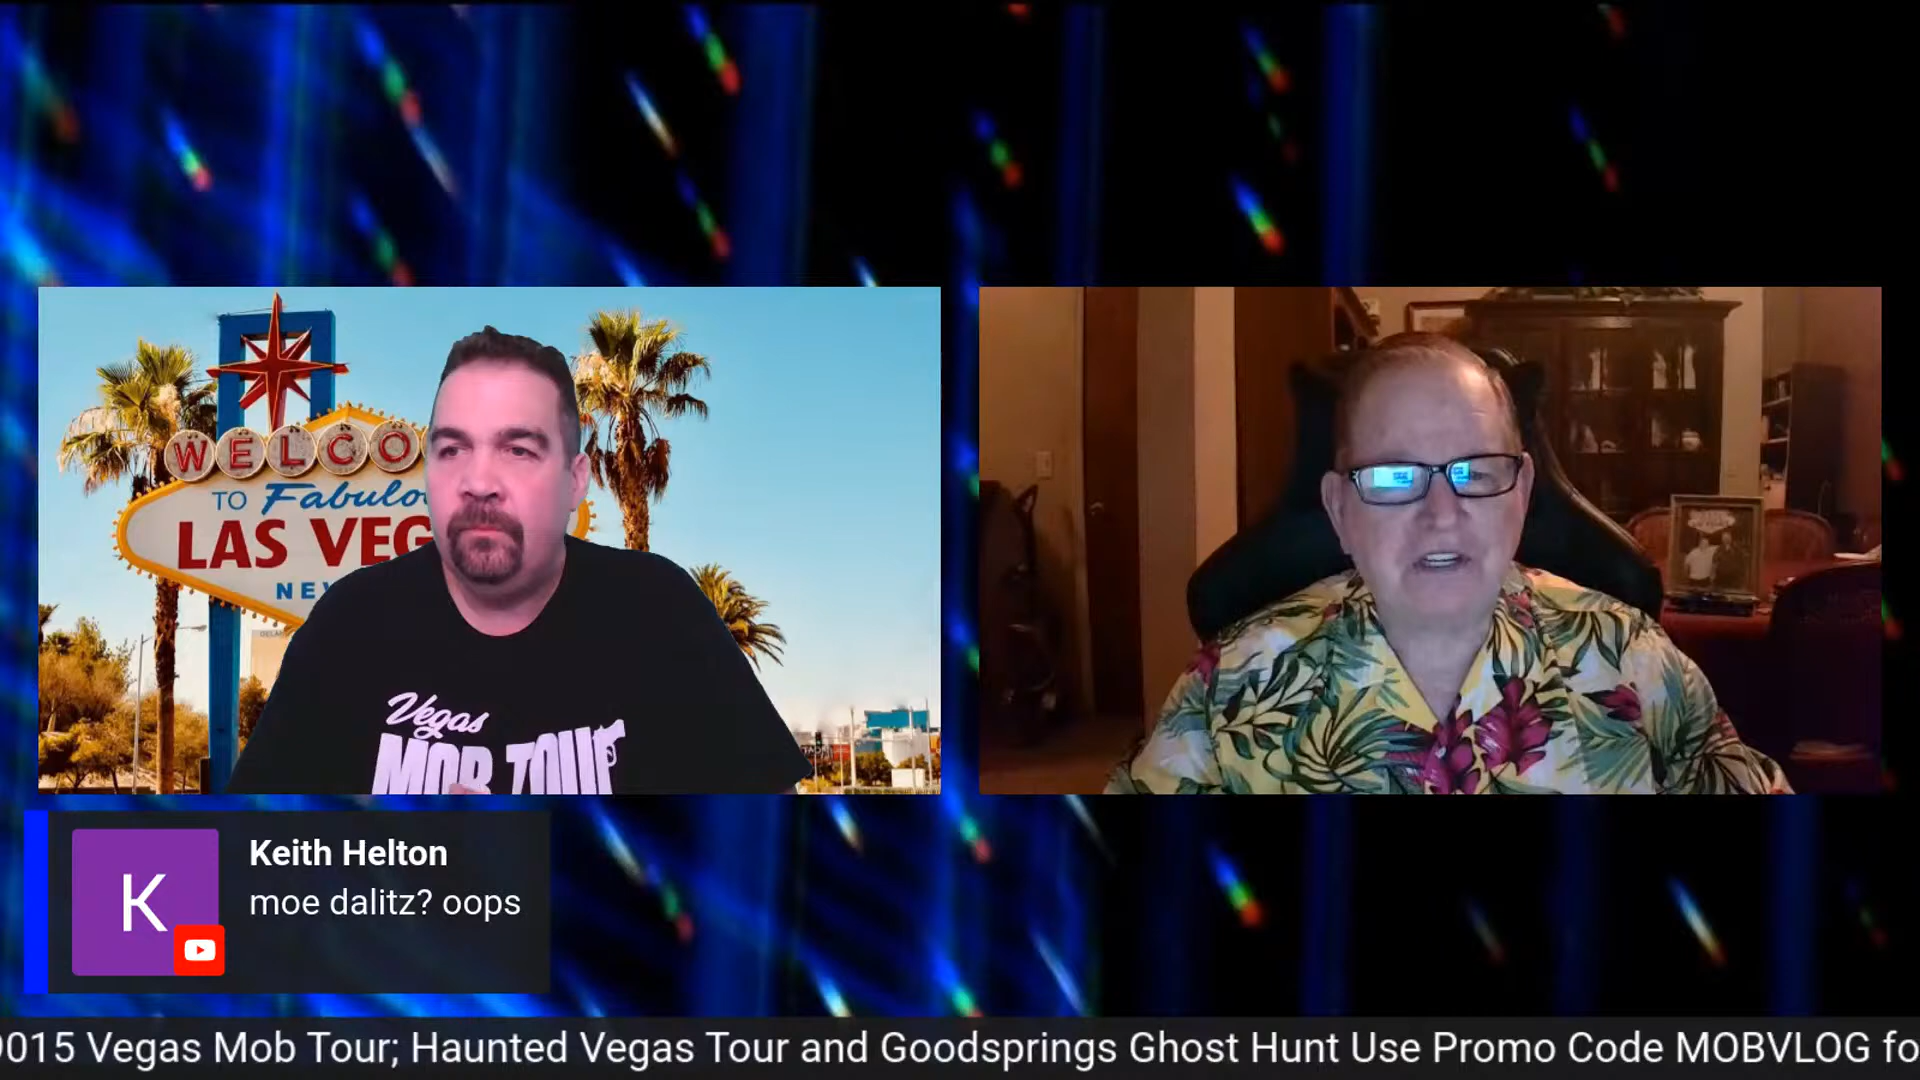 WELCO
TO Fabulo
LAS VEG
NEV
Vegas
MOB TOUR
K
Keith Helton
moe dalitz? oops
0015 Vegas Mob Tour; Haunted Vegas Tour and Goodsprings Ghost Hunt Use Promo Code MOBVLOG fo